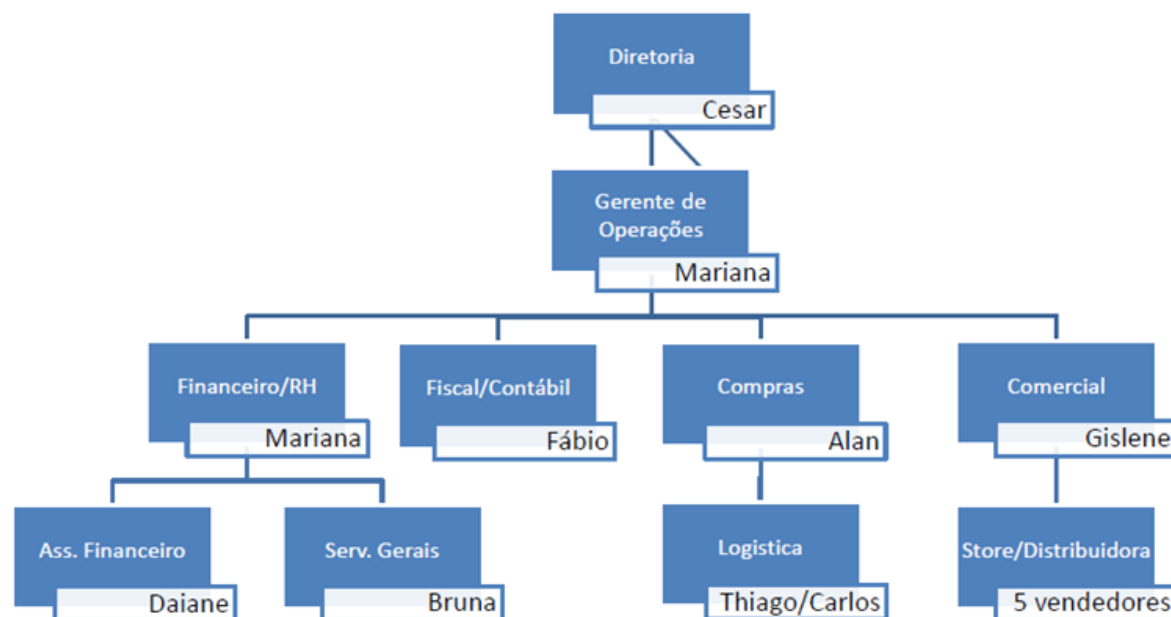 Diretoria
Cesar
Gerente de
Operações
Mariana
Financeiro/RH
Mariana
Fiscal/Contábil
Fábio
Compras
Alan
Comercial
Gislene
Ass. Financeiro
Daiane
Serv. Gerais
Bruna
Logistica
Thiago/Carlos
Store/Distribuidora
5 vendedores